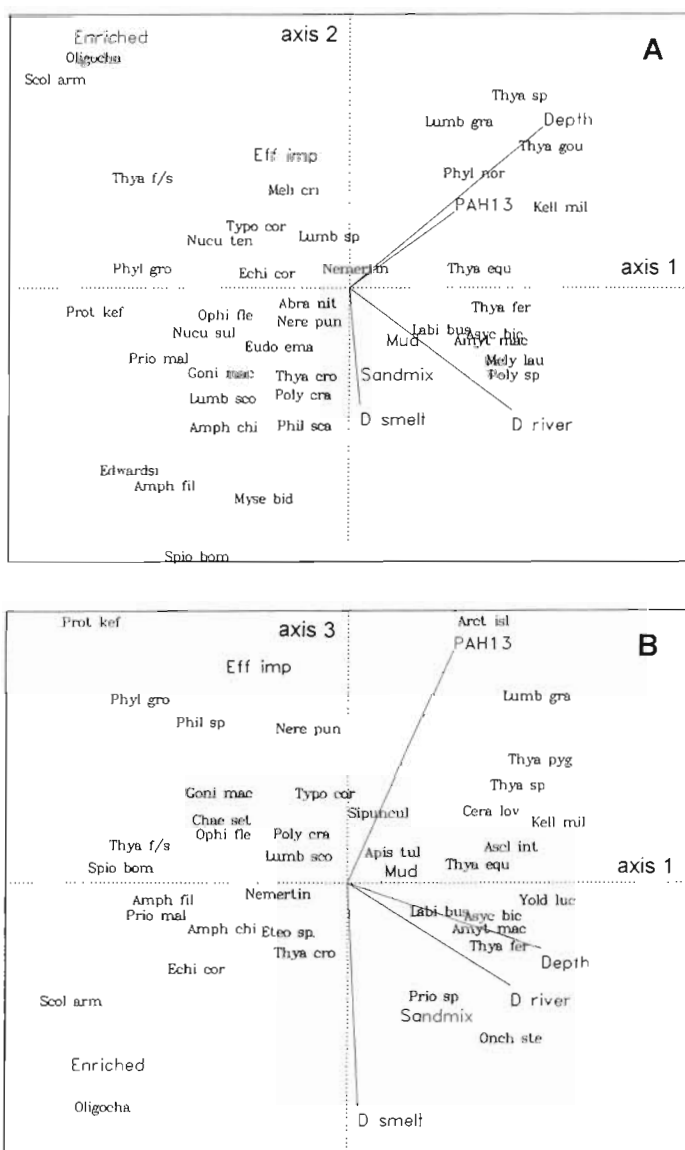 axis 2
A
Enriched
Oligocha
Scol arm
Thya sp
Lumb gra
Depth
Thya gou
Eff imp
Thya f/s
Meli cri
Phyl nor
PAH13
Kell mil
Typo cor
Nucu ten
Lumb sp
Phyl gro
Echi cor
Nemertin
Thya equ
axis 1
Prot kef
Ophi fle
Abra nit
Nere pun
Thya fer
Nucu sul
Labi bus
Asyc bic
Mud
Amyt mac
Prio mal
Eudo ema
Mely lau
Goni mac
Thya cro
Sandmix
Poly sp
Lumb sco
Poly cra
Amph chi
Phil sca
D smelt
D river
Edwardsi
Amph fil
Myse bid
Spio bom
Prot kef
axis 3
Arct isl
B
PAH13
Eff imp
Phyl gro
Lumb gra
Phil sp
Nere pun
Thya pyg
Thya sp
Goni mac
Typo cor
Cera lov
Sipuncul
Kell mil
Chae set
Ophi fle
Poly cra
Thya f/s
Lumb sco
Apis tul
Ascl int
Spio bom
Mud
Thya equ
axis 1
Amph fil
Nemertin
Yold luc
Prio mal
Labi bus
Asyc bic
Amph chi
Eteo sp.
Amyt mac
Thya cro
Thya fer
Depth
Echi cor
Scol arm
Prio sp
D river
Sandmix
Onch ste
Enriched
Oligocha
D smelt